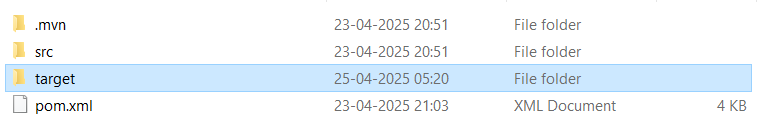 .mvn 23-04-2025 20:51 File folder
src 23-04-2025 20:51 File folder
target 25-04-2025 05:20 File folder
pom.xml 23-04-2025 21:03 XML Document 4 KB